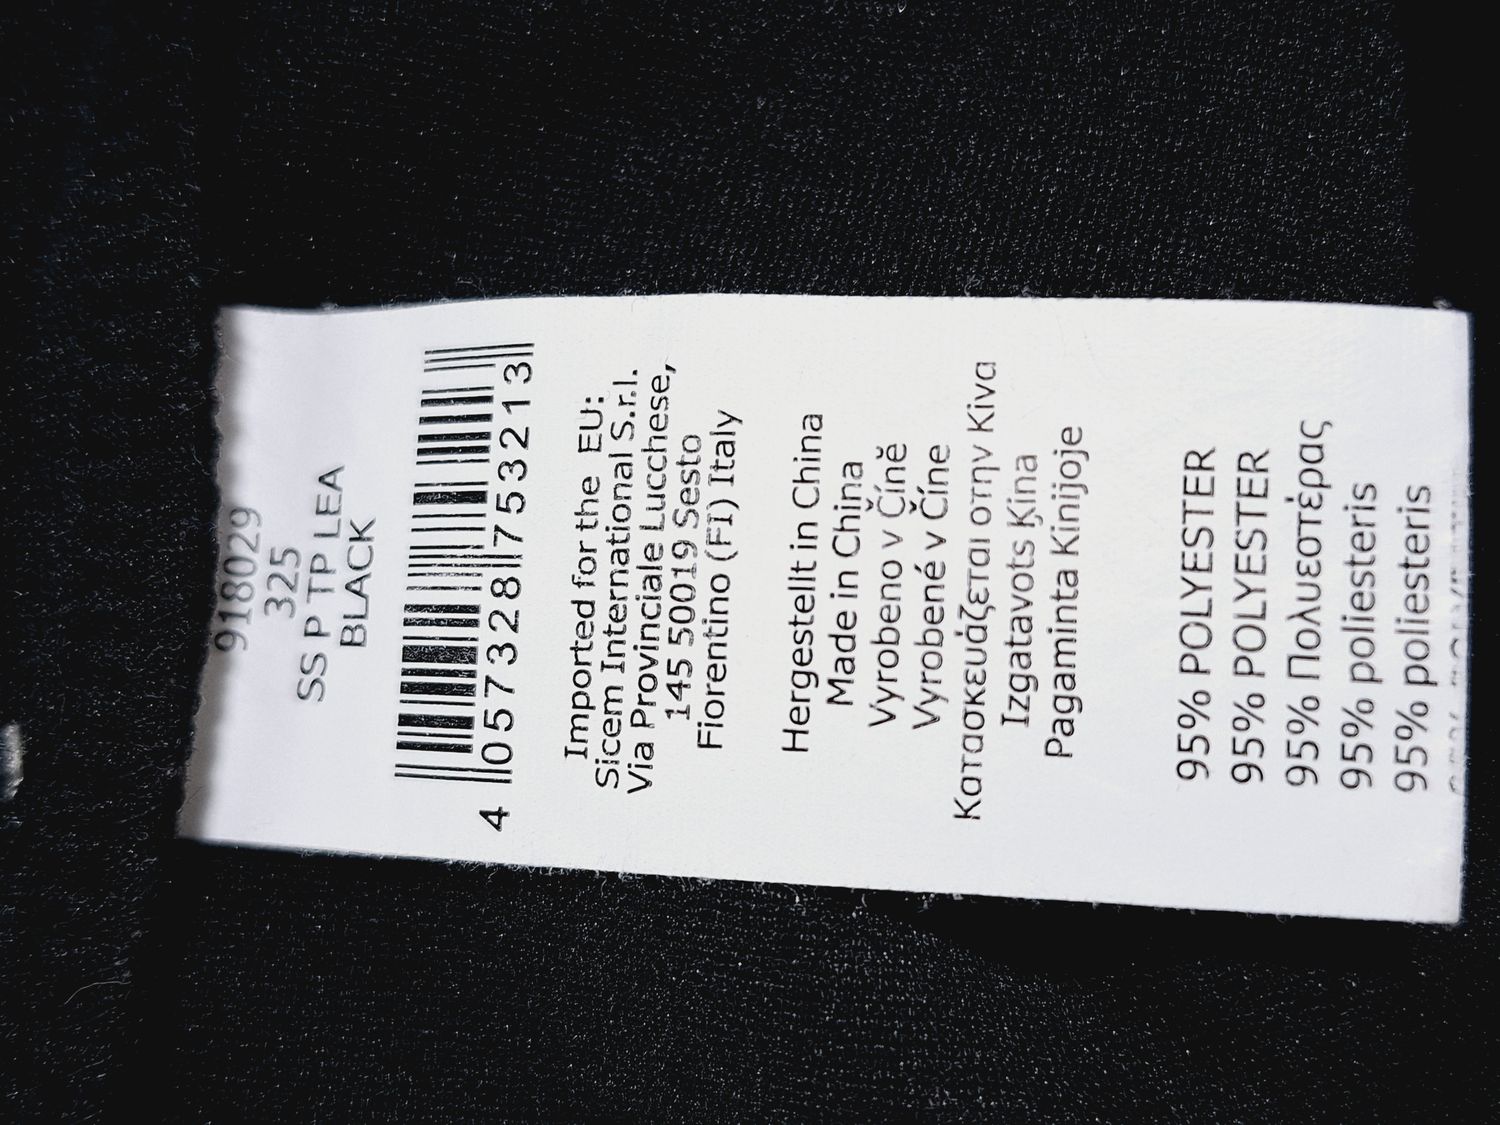 918029
325
SS P TP LEA
BLACK
4 057328 753213
Imported for the EU:
Sicem International S.r.l.
Via Provinciale Lucchese,
145 50019 Sesto
Fiorentino (FI) Italy
Hergestellt in China
Made in China
Vyrobeno v Číně
Vyrobené v Číne
Κατασκευάζεται στην Κίνα
Izgatavots Ķīna
Pagaminta Kinijoje
95% POLYESTER
95% POLYESTER
95% Πολυεστέρας
95% poliesteris
95% poliesteris